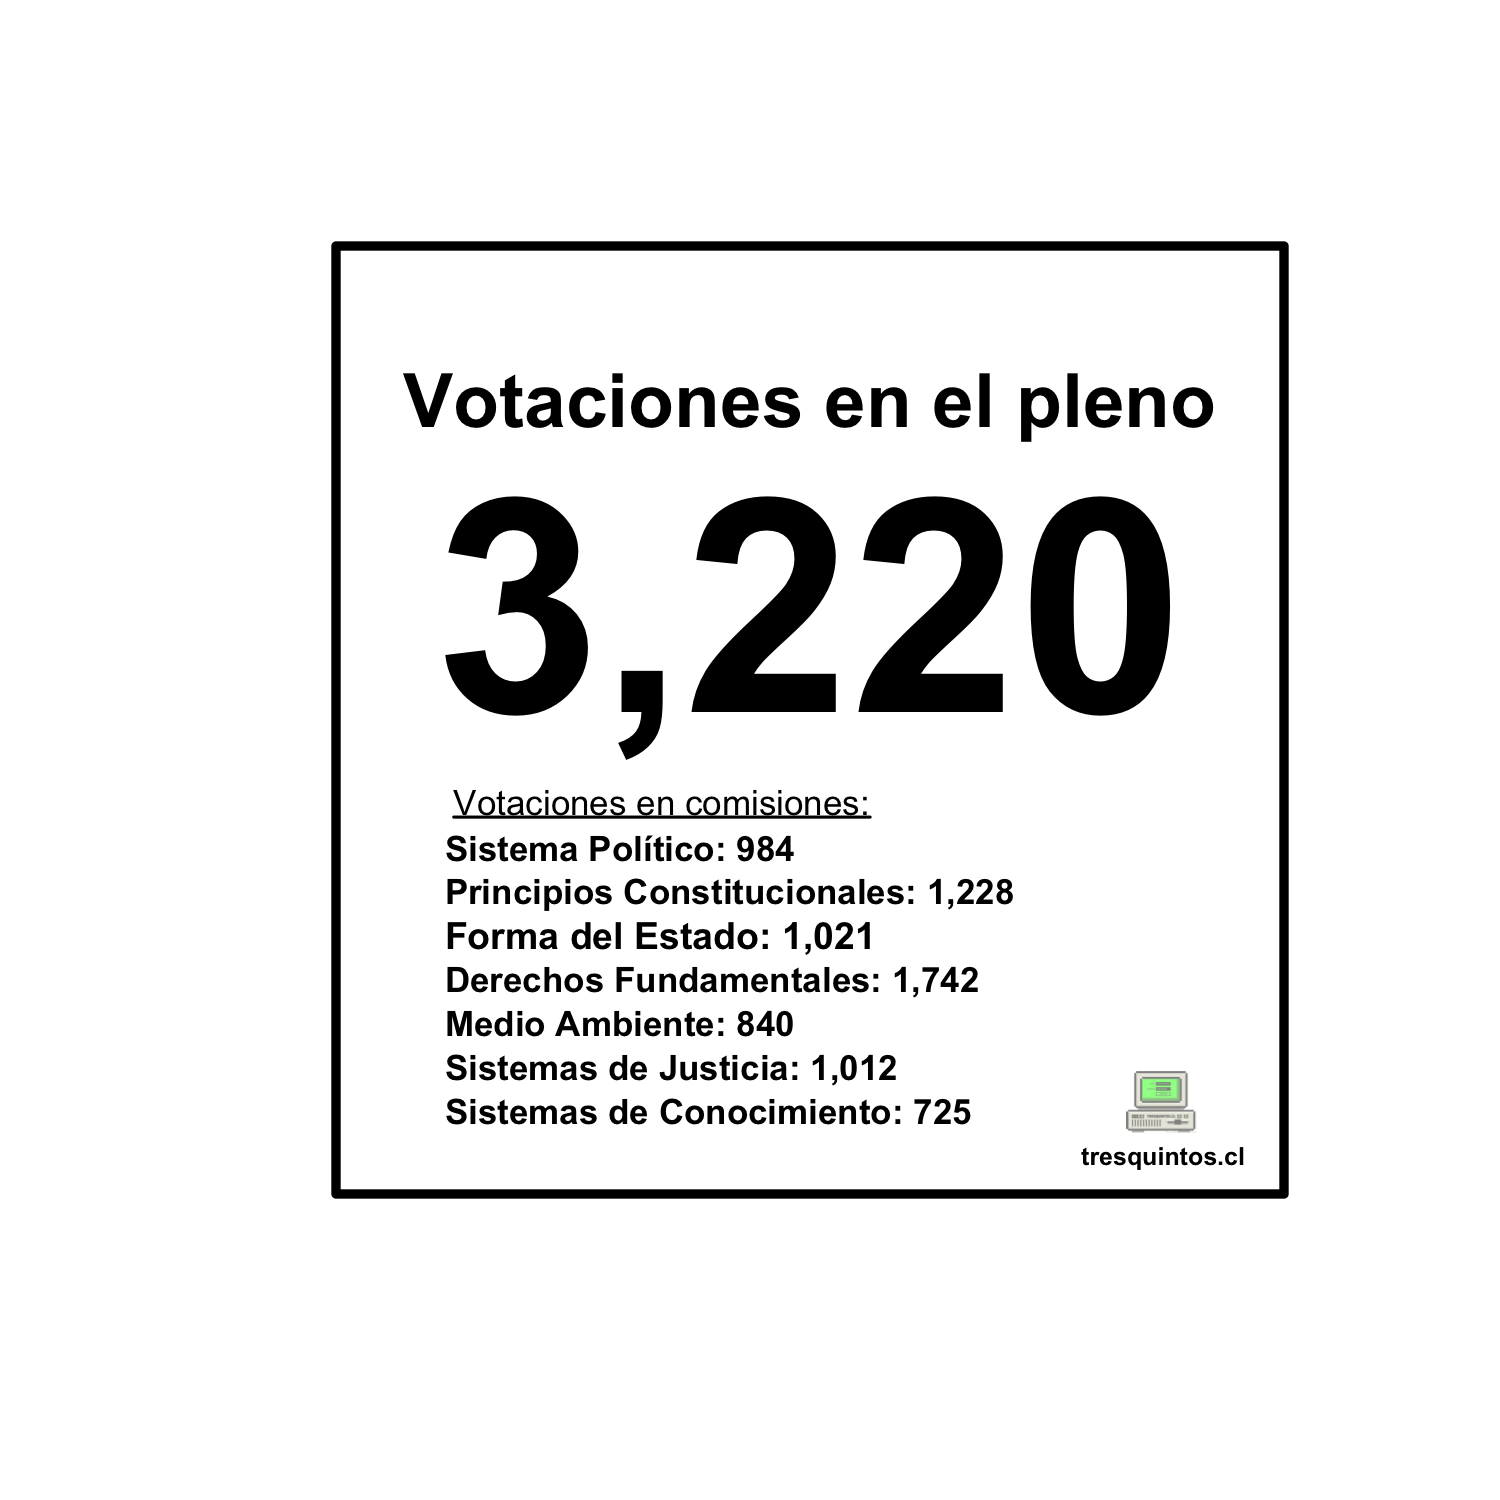 Votaciones en el pleno
3,220
Votaciones en comisiones:
Sistema Político: 984
Principios Constitucionales: 1,228
Forma del Estado: 1,021
Derechos Fundamentales: 1,742
Medio Ambiente: 840
Sistemas de Justicia: 1,012
Sistemas de Conocimiento: 725
tresquintos.cl